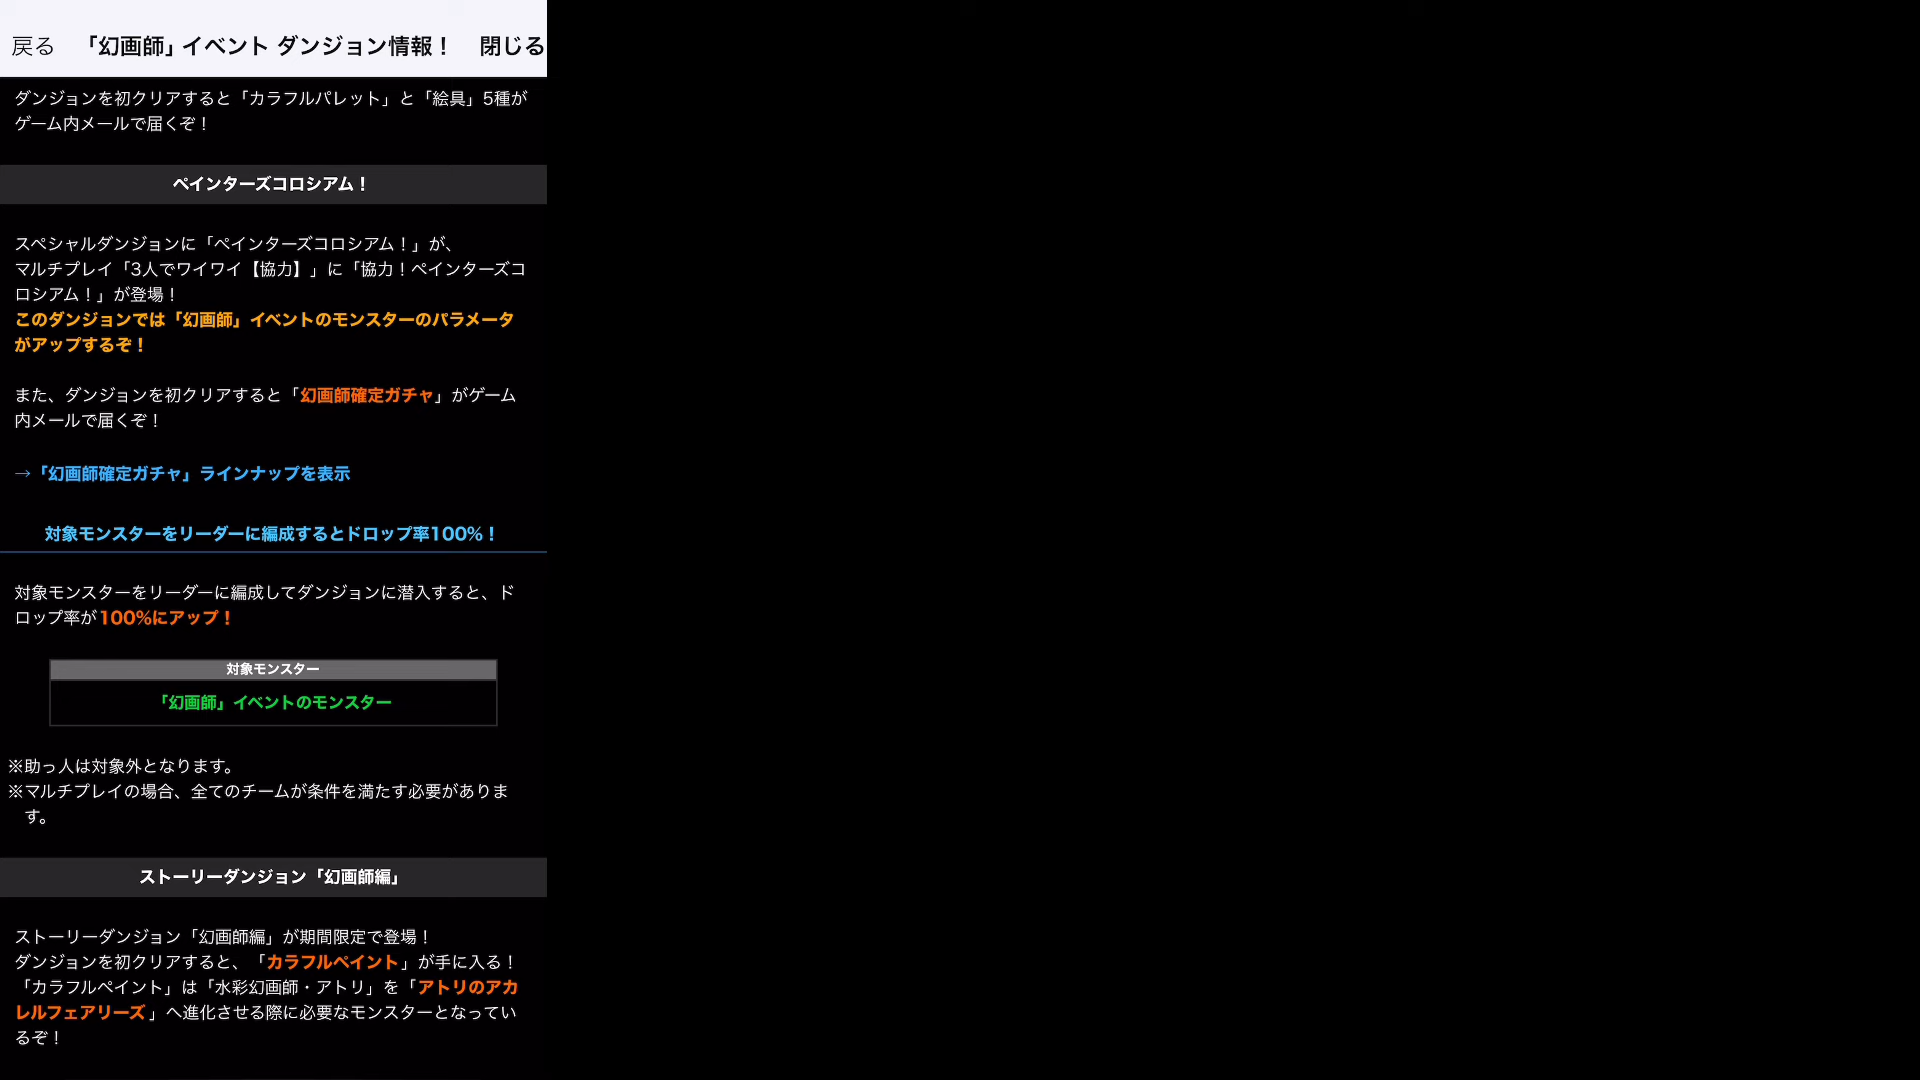 戻る 「幻画師」イベント ダンジョン情報！ 閉じる
ダンジョンを初クリアすると「カラフルパレット」と「絵具」5種が
ゲーム内メールで届くぞ！
ペインターズコロシアム！
スペシャルダンジョンに「ペインターズコロシアム！」が、
マルチプレイ「3人でワイワイ【協力】」に「協力！ペインターズコ
ロシアム！」が登場！
このダンジョンでは「幻画師」イベントのモンスターのパラメータ
がアップするぞ！
また、ダンジョンを初クリアすると「幻画師確定ガチャ」がゲーム
内メールで届くぞ！
→「幻画師確定ガチャ」ラインナップを表示
対象モンスターをリーダーに編成するとドロップ率100%！
対象モンスターをリーダーに編成してダンジョンに潜入すると、ド
ロップ率が100%にアップ！
対象モンスター
「幻画師」イベントのモンスター
※助っ人は対象外となります。
※マルチプレイの場合、全てのチームが条件を満たす必要がありま
す。
ストーリーダンジョン「幻画師編」
ストーリーダンジョン「幻画師編」が期間限定で登場！
ダンジョンを初クリアすると、「カラフルペイント」が手に入る！
「カラフルペイント」は「水彩幻画師・アトリ」を「アトリのアカ
レルフェアリーズ」へ進化させる際に必要なモンスターとなってい
るぞ！